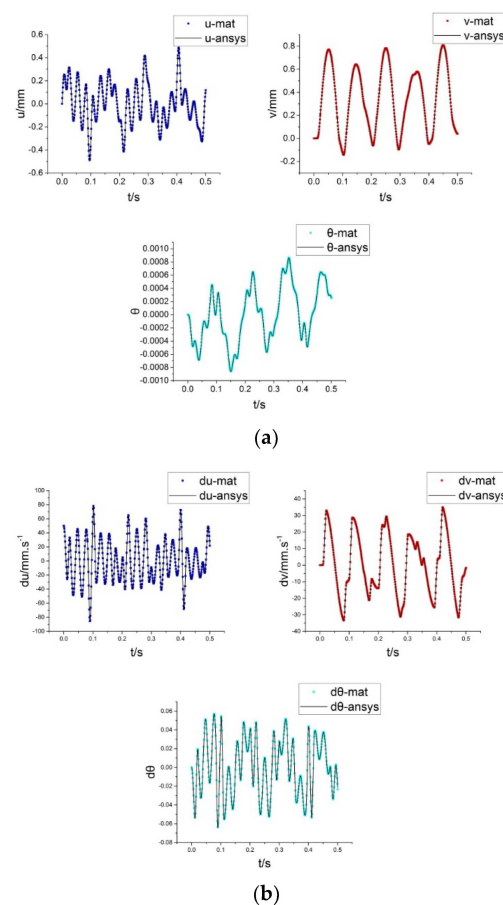 u-mat
u-ansys
0.6
0.4
0.2
0.0
-0.2
-0.4
-0.6
u/mm
0.0 0.1 0.2 0.3 0.4 0.5
t/s
v-mat
v-ansys
0.8
0.6
0.4
0.2
0.0
-0.2
v/mm
0.0 0.1 0.2 0.3 0.4 0.5
t/s
θ-mat
θ-ansys
0.0010
0.0008
0.0006
0.0004
0.0002
0.0000
-0.0002
-0.0004
-0.0006
-0.0008
-0.0010
θ
0.0 0.1 0.2 0.3 0.4 0.5
t/s
(a)
du-mat
du-ansys
80
60
40
20
0
-20
-40
-60
-80
-100
du/mm.s⁻¹
0.0 0.1 0.2 0.3 0.4 0.5
t/s
dv-mat
dv-ansys
30
20
10
0
-10
-20
-30
-40
dv/mm.s⁻¹
0.0 0.1 0.2 0.3 0.4 0.5
t/s
dθ-mat
dθ-ansys
0.06
0.04
0.02
0.00
-0.02
-0.04
-0.06
-0.08
dθ
0.0 0.1 0.2 0.3 0.4 0.5
t/s
(b)